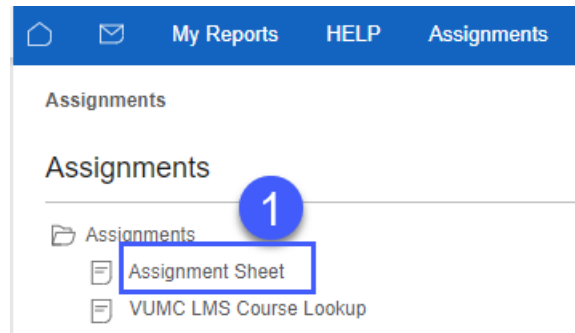 My Reports HELP Assignments
Assignments
Assignments
1
Assignments
Assignment Sheet
VUMC LMS Course Lookup